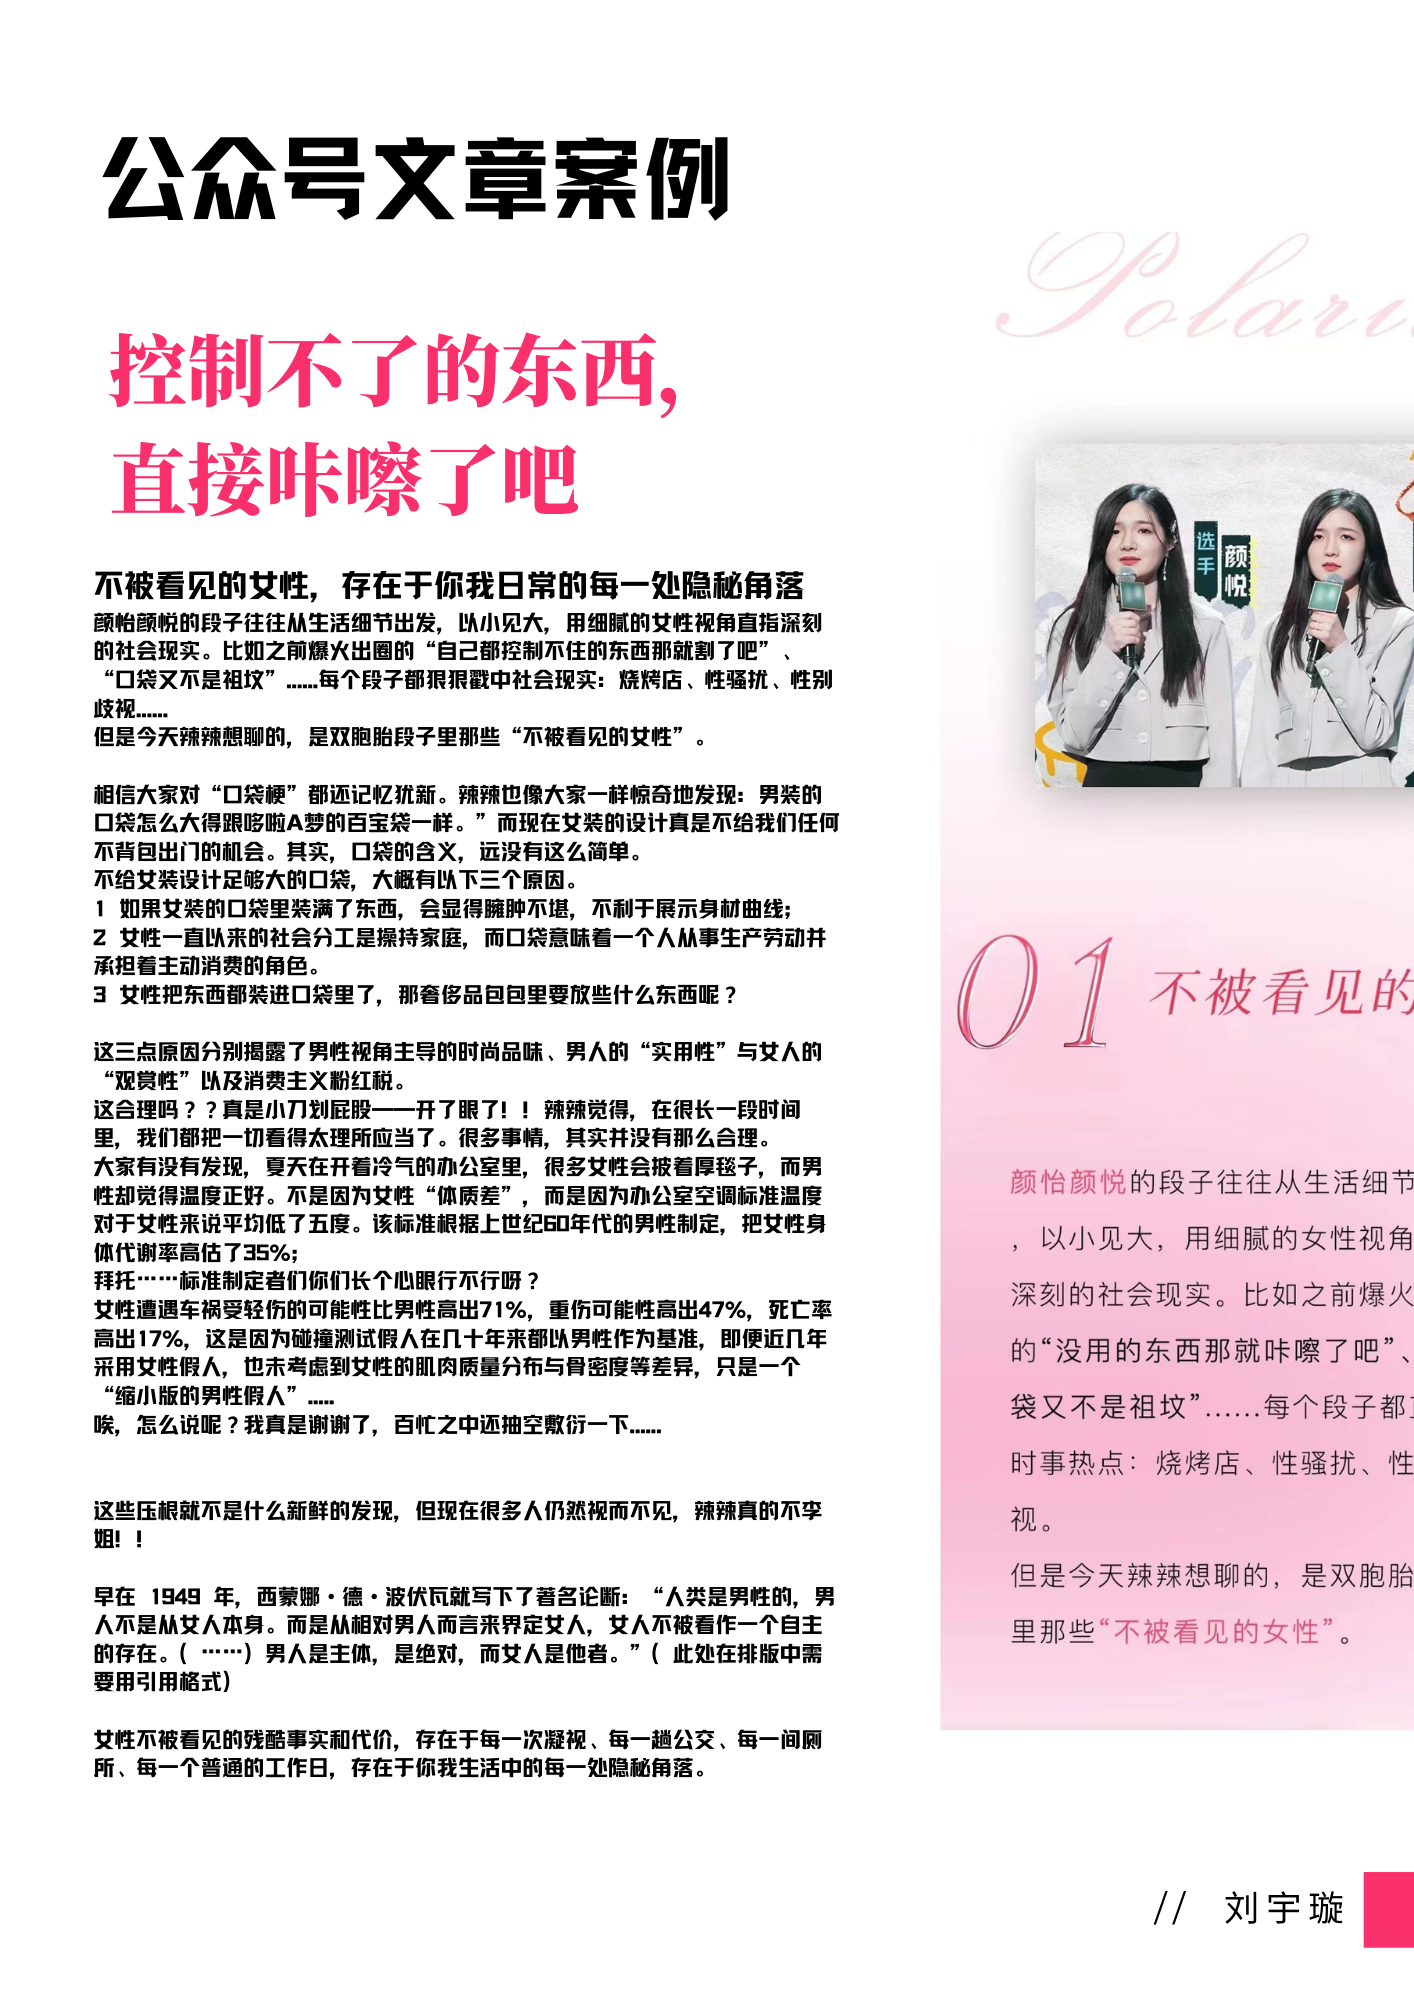 公众号文章案例
控制不了的东西，
直接咔嚓了吧
不被看见的女性，存在于你我日常的每一处隐秘角落
颜怡颜悦的段子往往从生活细节出发，以小见大，用细腻的女性视角直指深刻
的社会现实。比如之前爆火出圈的“自己都控制不住的东西那就割了吧”、
“口袋又不是祖坟”......每个段子都狠狠戳中社会现实：烧烤店、性骚扰、性别
歧视......
但是今天辣辣想聊的，是双胞胎段子里那些“不被看见的女性”。
相信大家对“口袋梗”都还记忆犹新。辣辣也像大家一样惊奇地发现：男装的
口袋怎么大得跟哆啦A梦的百宝袋一样。”而现在女装的设计真是不给我们任何
不背包出门的机会。其实，口袋的含义，远没有这么简单。
不给女装设计足够大的口袋，大概有以下三个原因。
1 如果女装的口袋里装满了东西，会显得臃肿不堪，不利于展示身材曲线；
2 女性一直以来的社会分工是操持家庭，而口袋意味着一个人从事生产劳动并
承担着主动消费的角色。
3 女性把东西都装进口袋里了，那奢侈品包包里要放些什么东西呢？
这三点原因分别揭露了男性视角主导的时尚品味、男人的“实用性”与女人的
“观赏性”以及消费主义粉红税。
这合理吗？？真是小刀划屁股——开了眼了！！辣辣觉得，在很长一段时间
里，我们都把一切看得太理所应当了。很多事情，其实并没有那么合理。
大家有没有发现，夏天在开着冷气的办公室里，很多女性会披着厚毯子，而男
性却觉得温度正好。不是因为女性“体质差”，而是因为办公室空调标准温度
对于女性来说平均低了五度。该标准根据上世纪60年代的男性制定，把女性身
体代谢率高估了35%；
拜托……标准制定者们你们长个心眼行不行呀？
女性遭遇车祸受轻伤的可能性比男性高出71%，重伤可能性高出47%，死亡率
高出17%，这是因为碰撞测试假人在几十年来都以男性作为基准，即便近几年
采用女性假人，也未考虑到女性的肌肉质量分布与骨密度等差异，只是一个
“缩小版的男性假人”.....
唉，怎么说呢？我真是谢谢了，百忙之中还抽空敷衍一下......
这些压根就不是什么新鲜的发现，但现在很多人仍然视而不见，辣辣真的不李
姐！！
早在 1949 年，西蒙娜·德·波伏瓦就写下了著名论断：“人类是男性的，男
人不是从女人本身。而是从相对男人而言来界定女人，女人不被看作一个自主
的存在。（……）男人是主体，是绝对，而女人是他者。”（此处在排版中需
要用引用格式）
女性不被看见的残酷事实和代价，存在于每一次凝视、每一趟公交、每一间厕
所、每一个普通的工作日，存在于你我生活中的每一处隐秘角落。
Polari
选手
颜悦
01 不被看见的
颜怡颜悦的段子往往从生活细节
，以小见大，用细腻的女性视角
深刻的社会现实。比如之前爆火
的“没用的东西那就咔嚓了吧”、
袋又不是祖坟”......每个段子都
时事热点：烧烤店、性骚扰、性
视。
但是今天辣辣想聊的，是双胞胎
里那些“不被看见的女性”。
// 刘宇璇